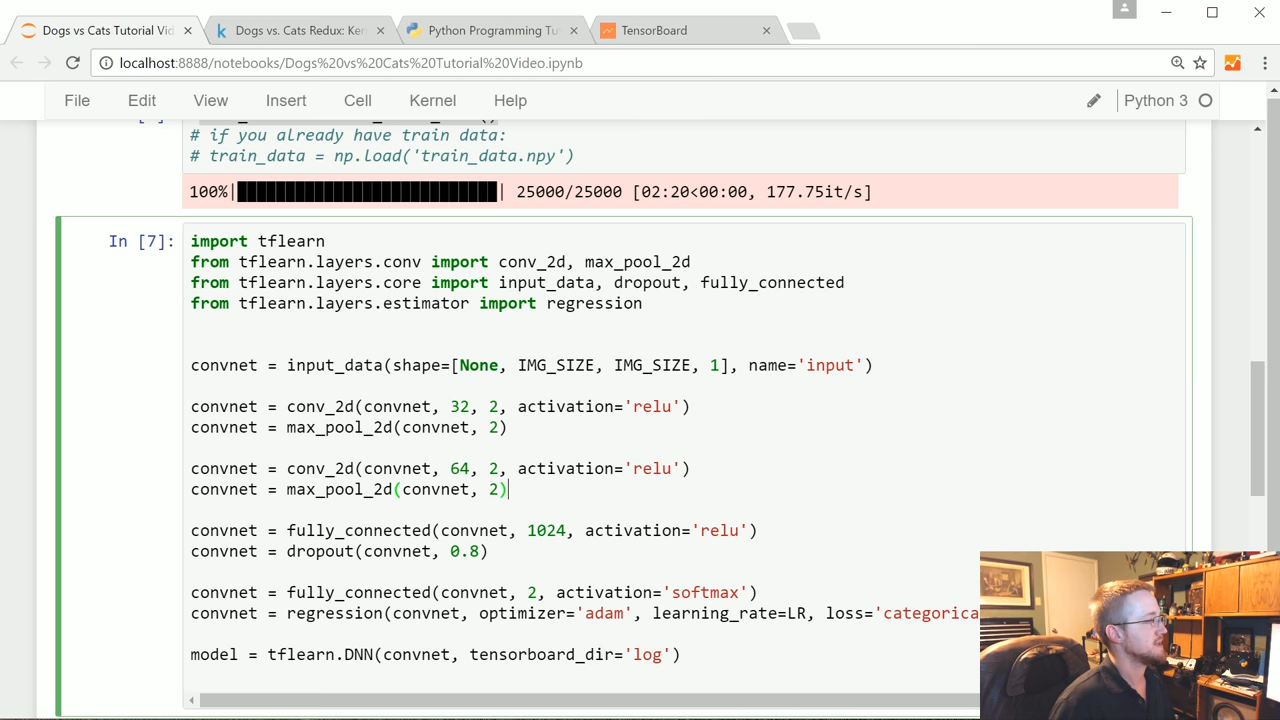 Dogs vs Cats Tutorial Vid
Dogs vs. Cats Redux: Ker
Python Programming Tu
TensorBoard
localhost:8888/notebooks/Dogs%20vs%20Cats%20Tutorial%20Video.ipynb
File Edit View Insert Cell Kernel Help Python 3
# if you already have train data:
# train_data = np.load('train_data.npy')
100%| | 25000/25000 [02:20<00:00, 177.75it/s]
In [7]:
import tflearn
from tflearn.layers.conv import conv_2d, max_pool_2d
from tflearn.layers.core import input_data, dropout, fully_connected
from tflearn.layers.estimator import regression
convnet = input_data(shape=[None, IMG_SIZE, IMG_SIZE, 1], name='input')
convnet = conv_2d(convnet, 32, 2, activation='relu')
convnet = max_pool_2d(convnet, 2)
convnet = conv_2d(convnet, 64, 2, activation='relu')
convnet = max_pool_2d(convnet, 2)
convnet = fully_connected(convnet, 1024, activation='relu')
convnet = dropout(convnet, 0.8)
convnet = fully_connected(convnet, 2, activation='softmax')
convnet = regression(convnet, optimizer='adam', learning_rate=LR, loss='categorica
model = tflearn.DNN(convnet, tensorboard_dir='log')